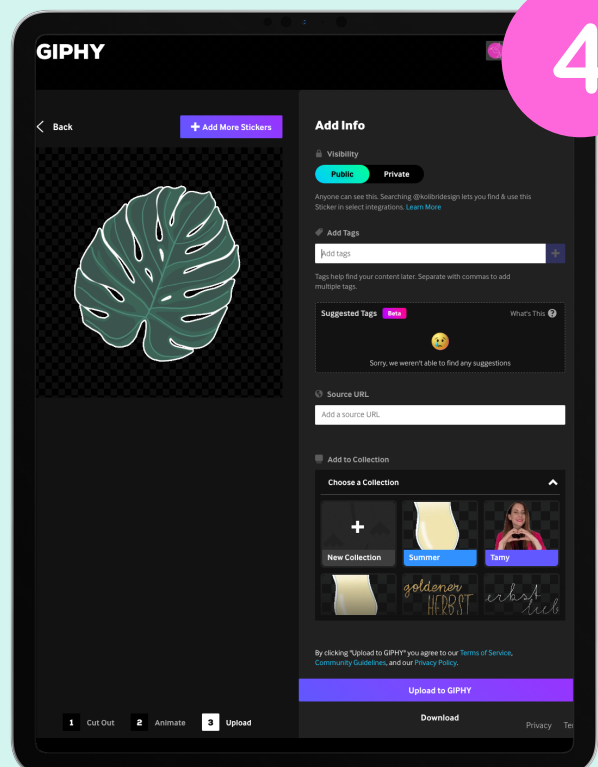 4
GIPHY
Back
+ Add More Stickers
Add Info
Visibility
Public Private
Anyone can see this. Searching @kolibridesign lets you find & use this
Sticker in select integrations. Learn More
Add Tags
Add tags
+
Tags help find your content later. Separate with commas to add
multiple tags.
Suggested Tags Beta What's This ?
Sorry, we weren't able to find any suggestions
Source URL
Add a source URL
Add to Collection
Choose a Collection
+
New Collection
Summer
Tamy
goldener
HERBST
By clicking "Upload to GIPHY" you agree to our Terms of Service,
Community Guidelines, and our Privacy Policy.
Upload to GIPHY
Download
1 Cut Out 2 Animate 3 Upload
Privacy